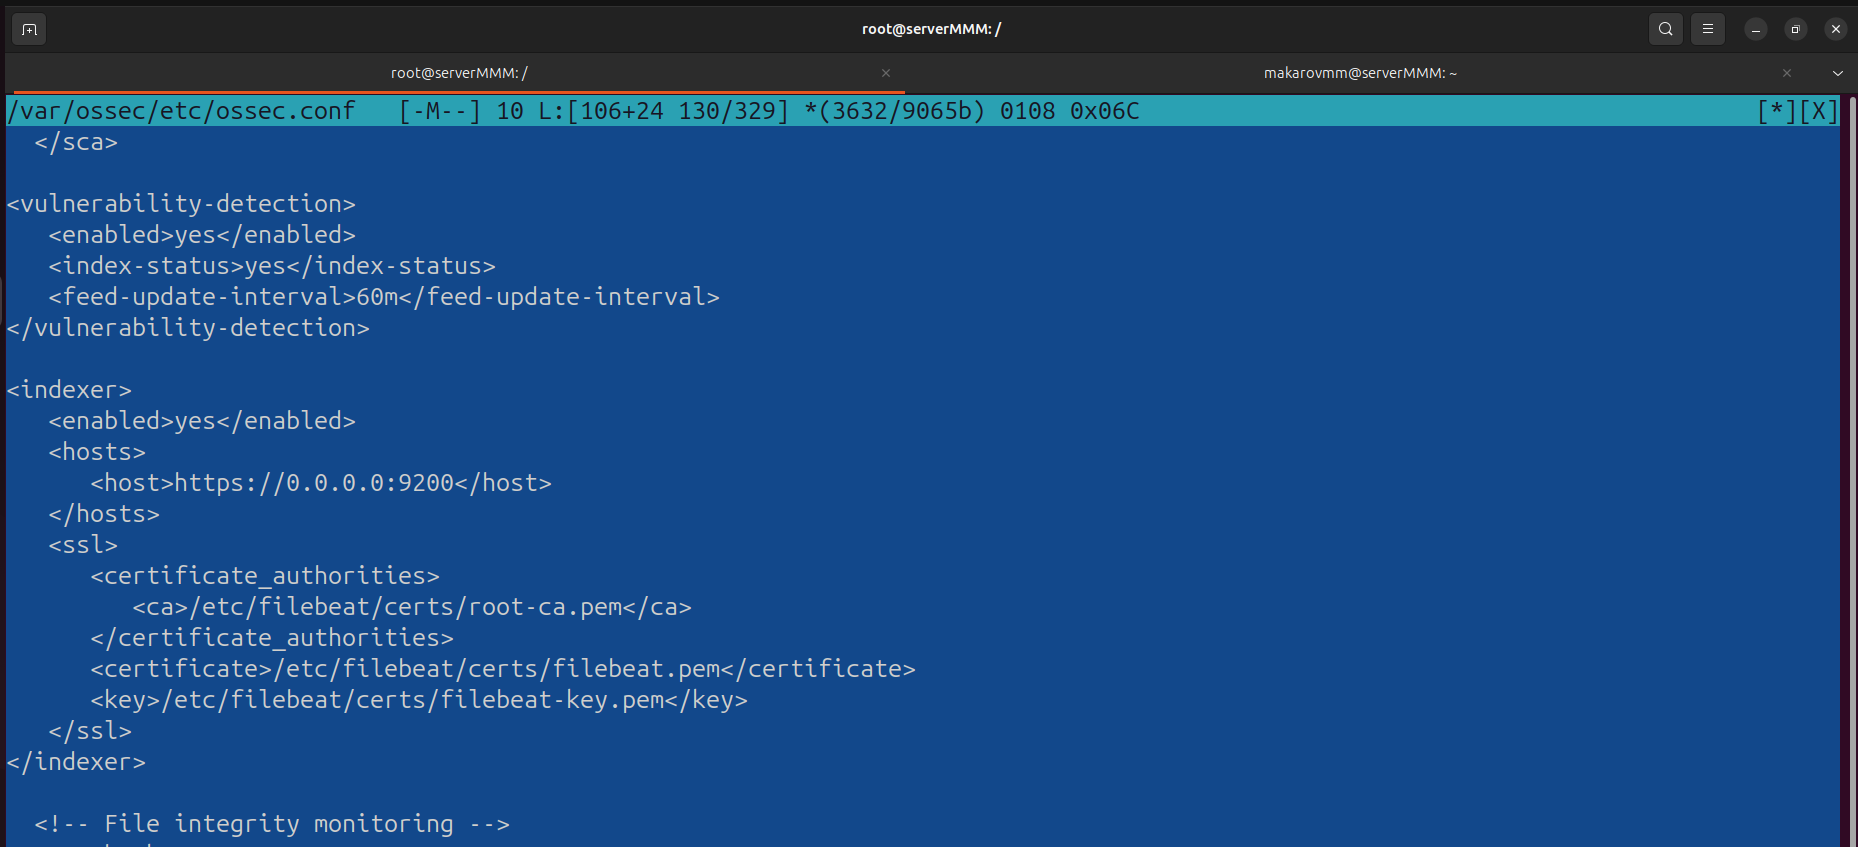 root@serverMMM: /
root@serverMMM: /
makarovmm@serverMMM: ~
/var/ossec/etc/ossec.conf   [-M--] 10 L:[106+24 130/329] *(3632/9065b) 0108 0x06C [*][X]
</sca>
<vulnerability-detection>
<enabled>yes</enabled>
<index-status>yes</index-status>
<feed-update-interval>60m</feed-update-interval>
</vulnerability-detection>
<indexer>
<enabled>yes</enabled>
<hosts>
<host>https://0.0.0.0:9200</host>
</hosts>
<ssl>
<certificate_authorities>
<ca>/etc/filebeat/certs/root-ca.pem</ca>
</certificate_authorities>
<certificate>/etc/filebeat/certs/filebeat.pem</certificate>
<key>/etc/filebeat/certs/filebeat-key.pem</key>
</ssl>
</indexer>
<!-- File integrity monitoring -->